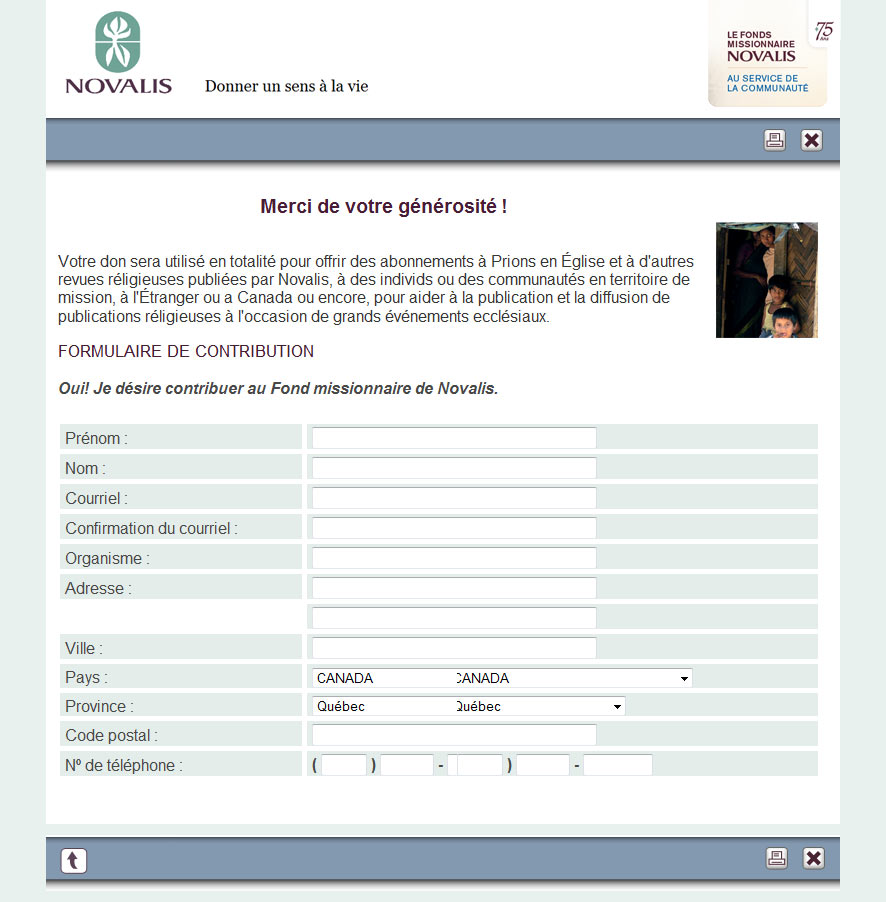 NOVALIS
Donner un sens à la vie
LE FONDS
MISSIONNAIRE
NOVALIS
AU SERVICE DE
LA COMMUNAUTÉ
75
ans
Merci de votre générosité !
Votre don sera utilisé en totalité pour offrir des abonnements à Prions en Église et à d'autres
revues réligieuses publiées par Novalis, à des individs ou des communautés en territoire de
mission, à l'Étranger ou a Canada ou encore, pour aider à la publication et la diffusion de
publications réligieuses à l'occasion de grands événements ecclésiaux.
FORMULAIRE DE CONTRIBUTION
Oui! Je désire contribuer au Fond missionnaire de Novalis.
Prénom :
Nom :
Courriel :
Confirmation du courriel :
Organisme :
Adresse :
Ville :
Pays : CANADA CANADA
Province : Québec Québec
Code postal :
Nº de téléphone : ( ) - ) -